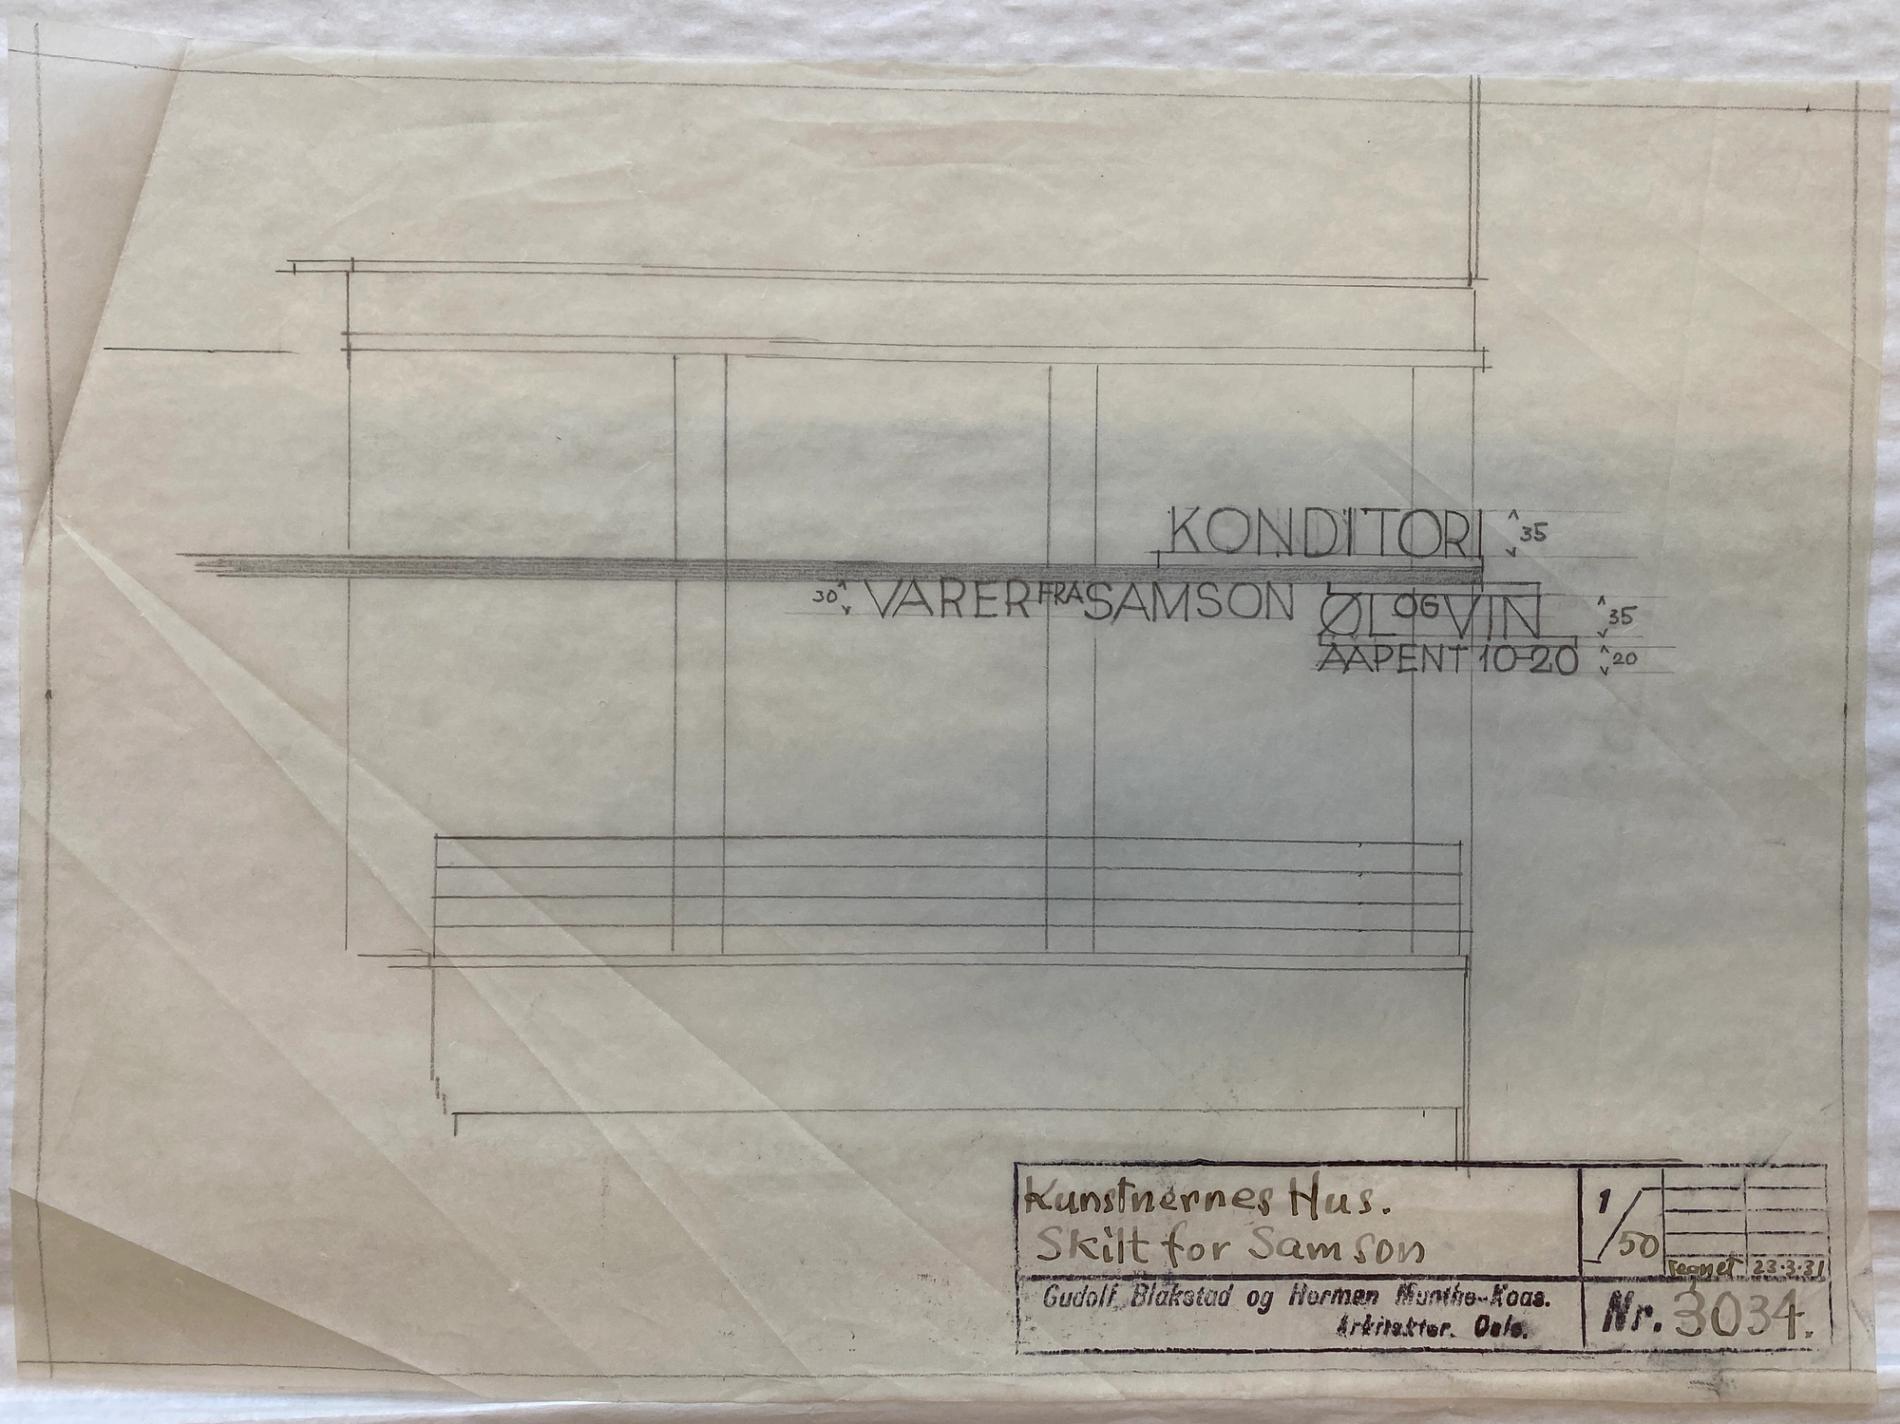 KONDITORI 35
30 VARER FRA SAMSON
ØL OG VIN 35
AAPENT 10-20 20
Kunstnernes Hus.
Skilt for Samson
1/50
Tegnet 23·3·31
Gudolf Blakstad og Herman Munthe-Kaas.
Arkitekter. Oslo.
Nr. 3034.